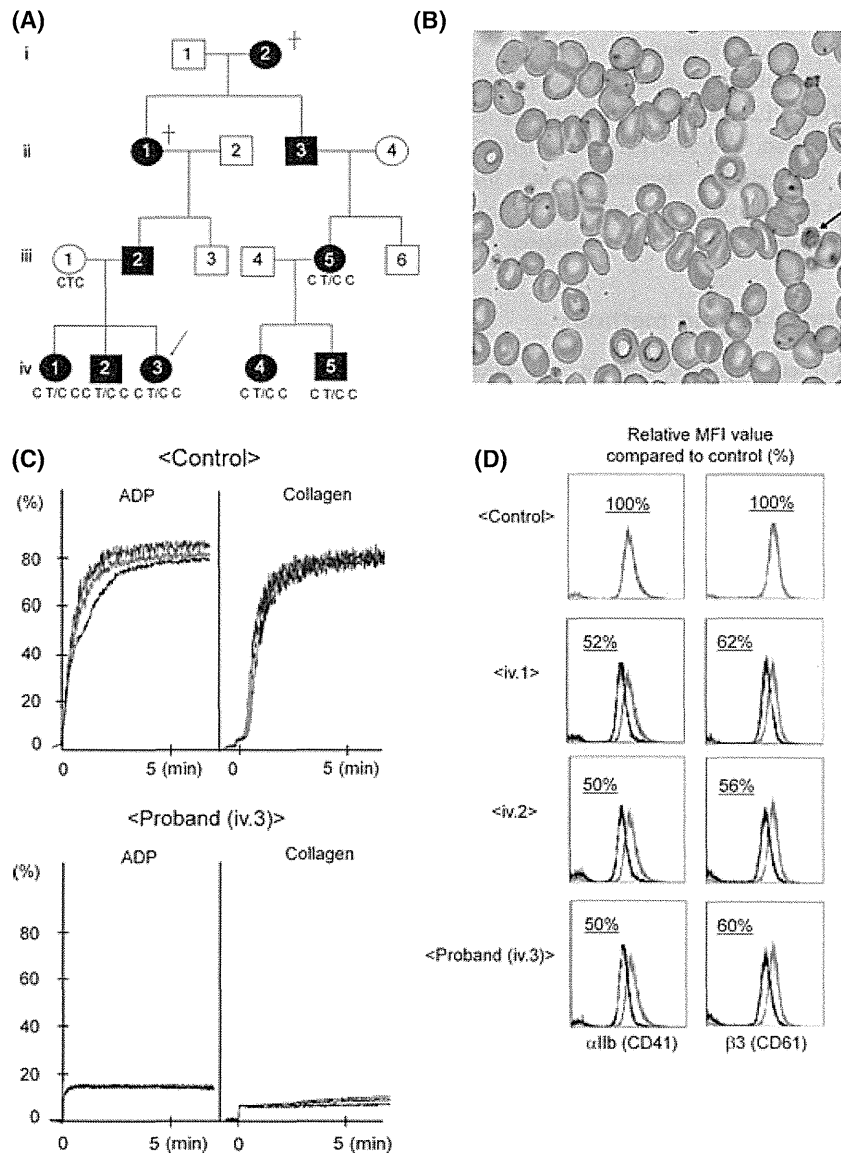 (A)
i
1
2
†
ii
1
†
2
3
4
iii
1
2
3
4
5
6
CTC
C T/C C
iv
1
2
3
4
5
C T/C CC T/C C C T/C C
C T/C C
C T/C C
(B)
(C)
<Control>
(%)
ADP
Collagen
80
60
40
20
0
0
5 (min)
0
5 (min)
<Proband (iv.3)>
(%)
ADP
Collagen
80
60
40
20
0
0
5 (min)
0
5 (min)
(D)
Relative MFI value
compared to control (%)
<Control>
100%
100%
<iv.1>
52%
62%
<iv.2>
50%
56%
<Proband (iv.3)>
50%
60%
αIIb (CD41)
β3 (CD61)